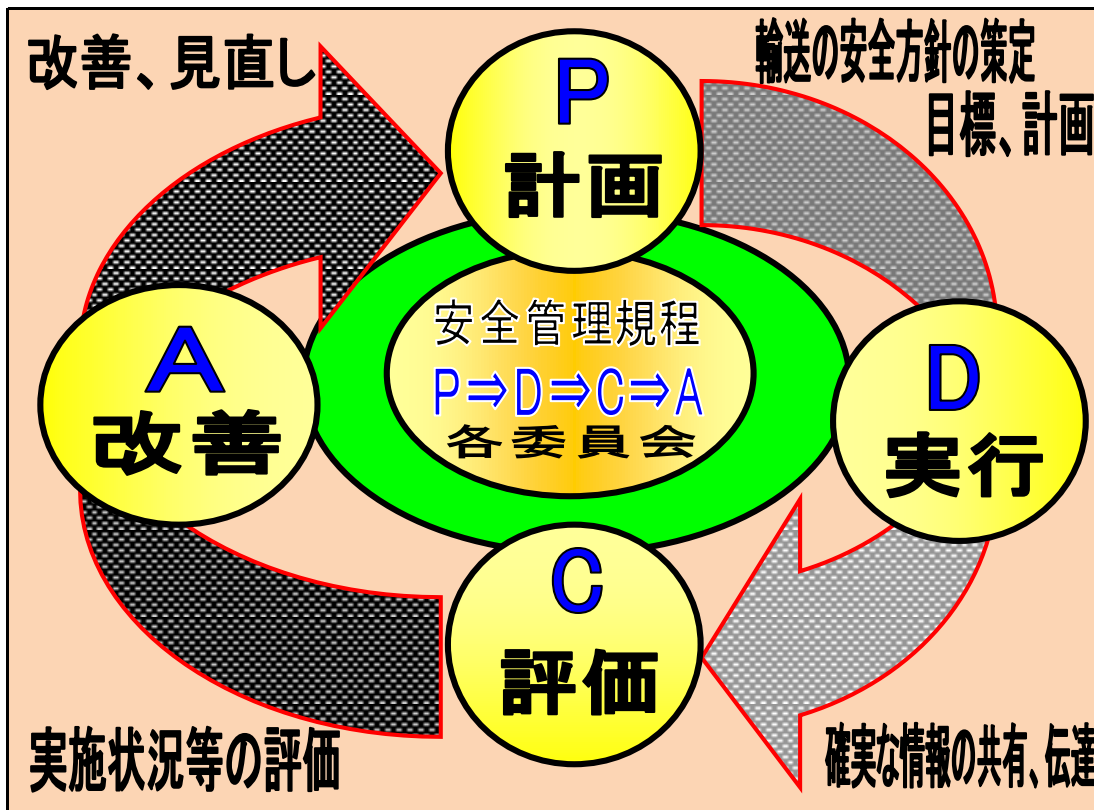 改善、見直し
輸送の安全方針の策定
目標、計画
P
計画
A
改善
安全管理規程
P⇒D⇒C⇒A
各委員会
D
実行
C
評価
実施状況等の評価
確実な情報の共有、伝達